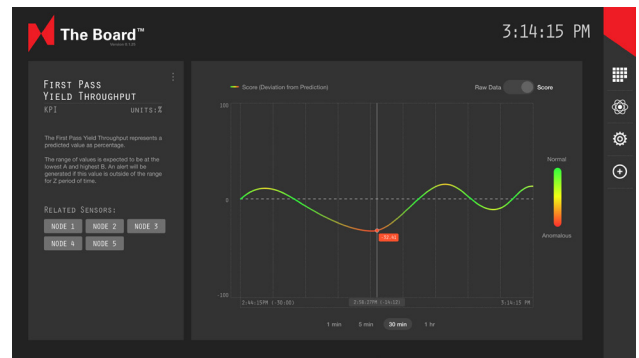 The Board™
3:14:15 PM
First Pass
Yield Throughput
KPI UNITS:%
The First Pass Yield Throughput represents a
predicted value as percentage.
The range of values is expected to be at the
lowest A and highest B. An alert will be
generated if this value is outside of the range
for Z period of time.
Related Sensors:
NODE 1 NODE 2 NODE 3
NODE 4 NODE 5
Score (Deviation from Prediction)
Raw Data Score
100
0
-100
2:44:15PM (-30:00)
3:14:15 PM
Normal
Anomalous
1 min 5 min 30 min 1 hr